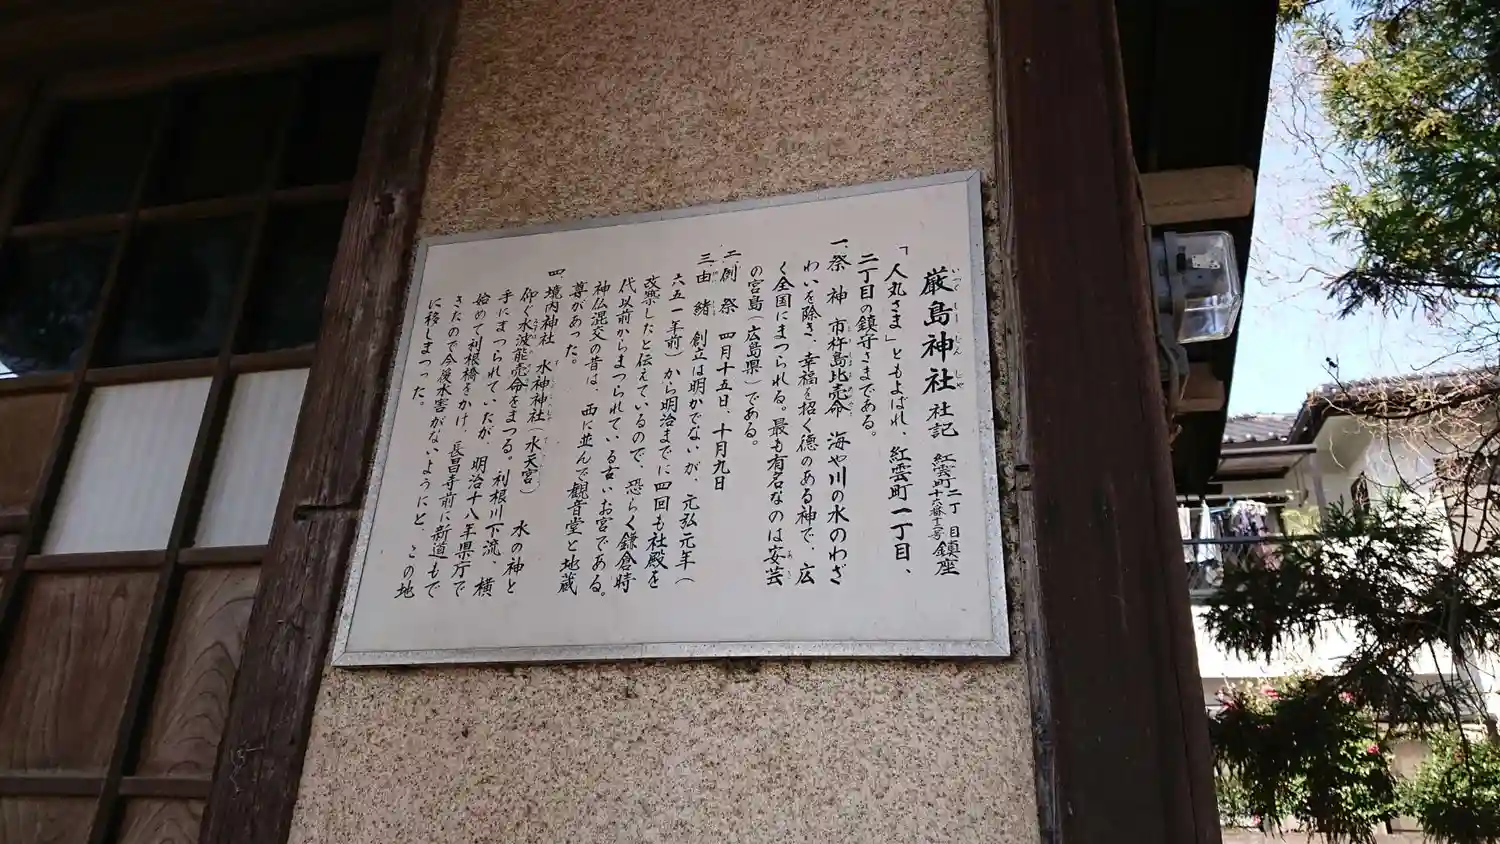 厳島神社 社記 紅雲町二丁目鎮座
紅雲町十六番十二号
「人丸さま」ともよばれ、紅雲町一丁目、
二丁目の鎮守さまである。
一、祭 神 市杵島比売命 海や川の水のわざ
わいを除き、幸福を招く徳のある神で、広
く全国にまつられる。最も有名なのは安芸
の宮島(広島県)である。
二、例 祭 四月十五日、十月九日
三、由 緒 創立は明かでないが、元弘元年(
六五一年前)から明治までに四回も社殿を
改築したと伝えているので、恐らく鎌倉時
代以前からまつられている古いお宮である。
神仏混交の昔は、西に並んで観音堂と地蔵
尊があった。
四、境内神社 水神神社(水天宮) 水の神と
仰ぐ水波能売命をまつる。利根川下流、横
手にまつられていたが、明治十八年県庁で
始めて利根橋をかけ、長昌寺前に新道もで
きたので今後水害がないようにと、この地
に移しまつった。